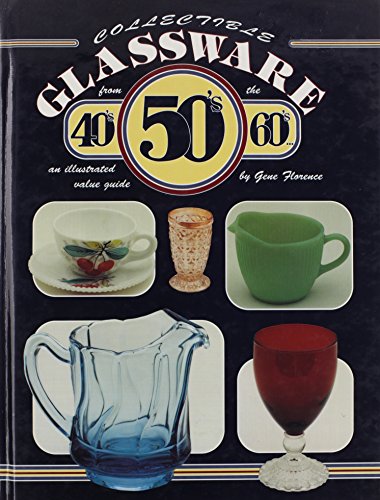 COLLECTIBLE
GLASSWARE
from the
40's 50's 60's...
an illustrated
value guide
by Gene Florence